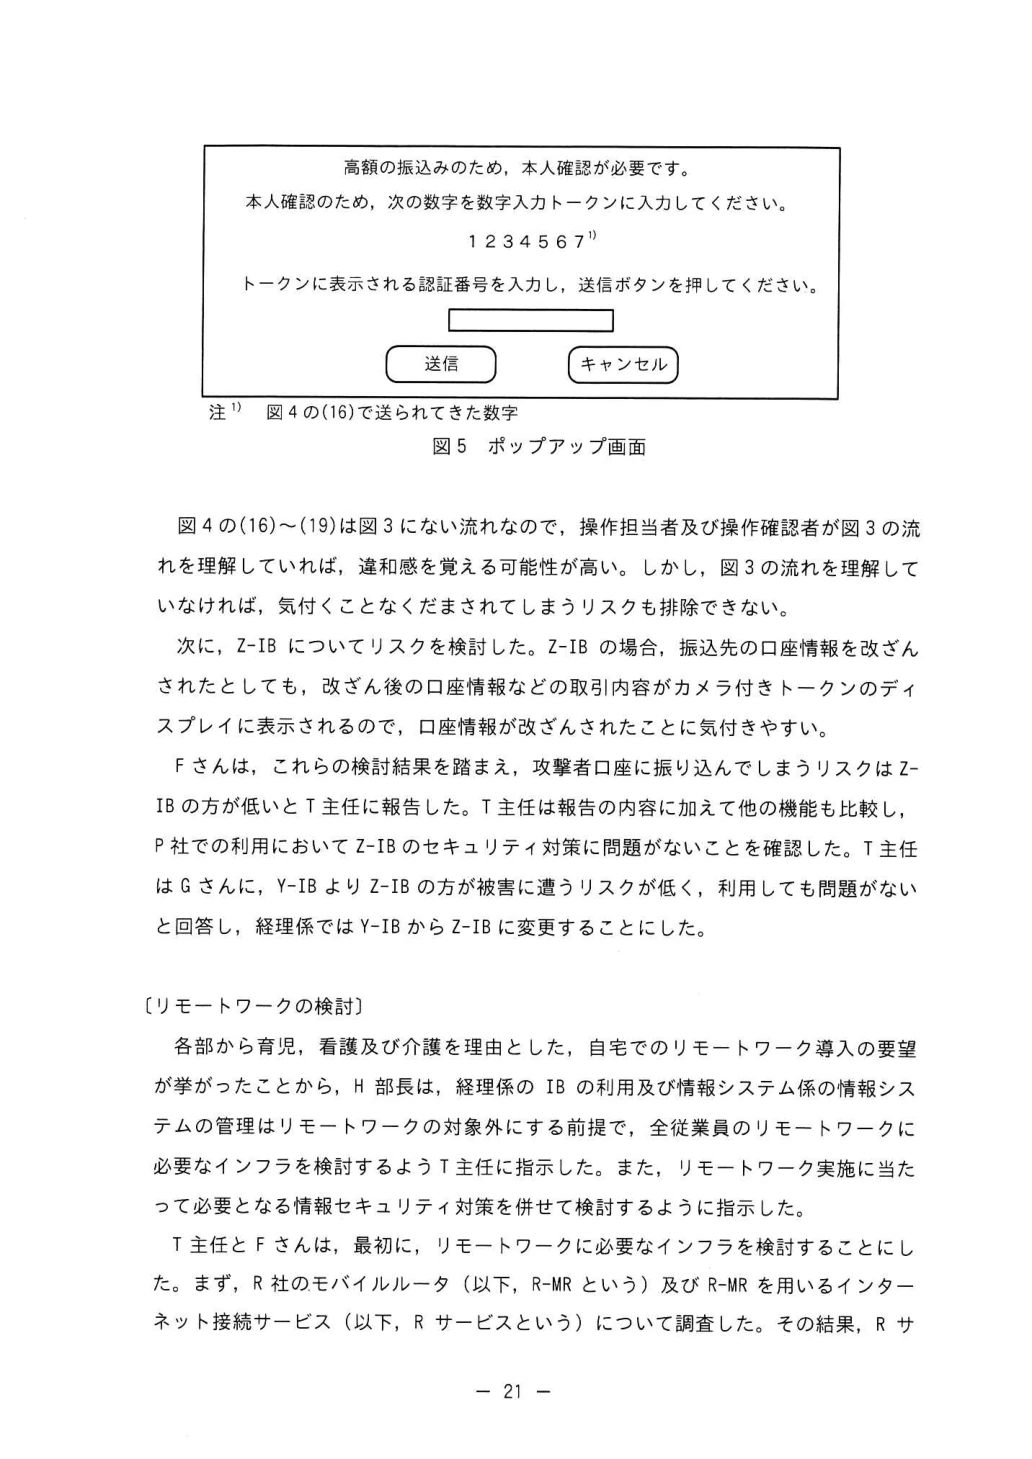 高額の振込みのため，本人確認が必要です。
本人確認のため，次の数字を数字入力トークンに入力してください。
１２３４５６７¹⁾
トークンに表示される認証番号を入力し，送信ボタンを押してください。
送信　キャンセル
注¹⁾　図４の(16)で送られてきた数字
図５　ポップアップ画面
図４の(16)～(19)は図３にない流れなので，操作担当者及び操作確認者が図３の流
れを理解していれば，違和感を覚える可能性が高い。しかし，図３の流れを理解して
いなければ，気付くことなくだまされてしまうリスクも排除できない。
次に，Z-IB についてリスクを検討した。Z-IB の場合，振込先の口座情報を改ざん
されたとしても，改ざん後の口座情報などの取引内容がカメラ付きトークンのディ
スプレイに表示されるので，口座情報が改ざんされたことに気付きやすい。
F さんは，これらの検討結果を踏まえ，攻撃者口座に振り込んでしまうリスクは Z-
IB の方が低いと T 主任に報告した。T 主任は報告の内容に加えて他の機能も比較し，
P 社での利用において Z-IB のセキュリティ対策に問題がないことを確認した。T 主任
は G さんに，Y-IB より Z-IB の方が被害に遭うリスクが低く，利用しても問題がない
と回答し，経理係では Y-IB から Z-IB に変更することにした。
〔リモートワークの検討〕
各部から育児，看護及び介護を理由とした，自宅でのリモートワーク導入の要望
が挙がったことから，H 部長は，経理係の IB の利用及び情報システム係の情報シス
テムの管理はリモートワークの対象外にする前提で，全従業員のリモートワークに
必要なインフラを検討するよう T 主任に指示した。また，リモートワーク実施に当た
って必要となる情報セキュリティ対策を併せて検討するように指示した。
T 主任と F さんは，最初に，リモートワークに必要なインフラを検討することにし
た。まず，R 社のモバイルルータ（以下，R-MR という）及び R-MR を用いるインター
ネット接続サービス（以下，R サービスという）について調査した。その結果，R サ
－ 21 －